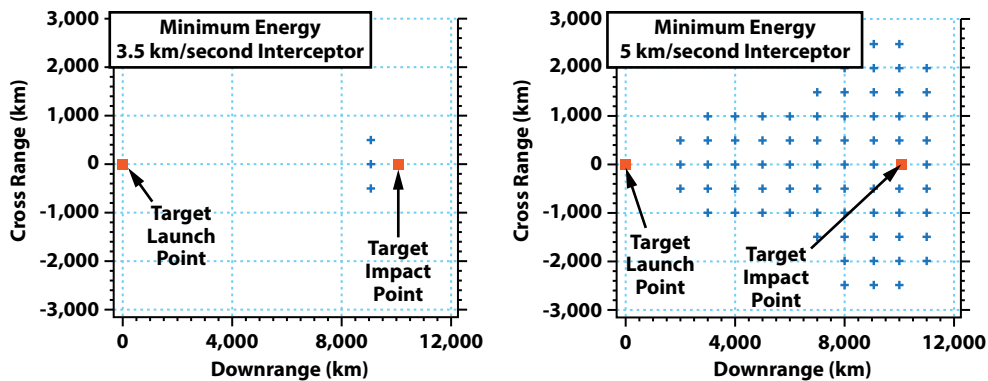 Minimum Energy
3.5 km/second Interceptor
3,000
2,000
1,000
0
-1,000
-2,000
-3,000
Cross Range (km)
Target
Launch
Point
Target
Impact
Point
0
4,000
8,000
12,000
Downrange (km)
Minimum Energy
5 km/second Interceptor
3,000
2,000
1,000
0
-1,000
-2,000
-3,000
Cross Range (km)
Target
Launch
Point
Target
Impact
Point
0
4,000
8,000
12,000
Downrange (km)